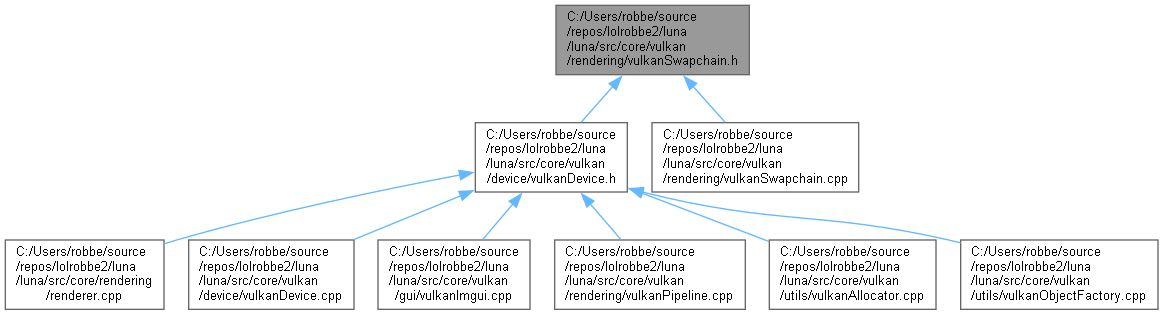 C:/Users/robbe/source
/repos/lolrobbe2/luna
/luna/src/core/vulkan
/rendering/vulkanSwapchain.h
C:/Users/robbe/source
/repos/lolrobbe2/luna
/luna/src/core/vulkan
/device/vulkanDevice.h
C:/Users/robbe/source
/repos/lolrobbe2/luna
/luna/src/core/vulkan
/rendering/vulkanSwapchain.cpp
C:/Users/robbe/source
/repos/lolrobbe2/luna
/luna/src/core/rendering
/renderer.cpp
C:/Users/robbe/source
/repos/lolrobbe2/luna
/luna/src/core/vulkan
/device/vulkanDevice.cpp
C:/Users/robbe/source
/repos/lolrobbe2/luna
/luna/src/core/vulkan
/gui/vulkanImgui.cpp
C:/Users/robbe/source
/repos/lolrobbe2/luna
/luna/src/core/vulkan
/rendering/vulkanPipeline.cpp
C:/Users/robbe/source
/repos/lolrobbe2/luna
/luna/src/core/vulkan
/utils/vulkanAllocator.cpp
C:/Users/robbe/source
/repos/lolrobbe2/luna
/luna/src/core/vulkan
/utils/vulkanObjectFactory.cpp